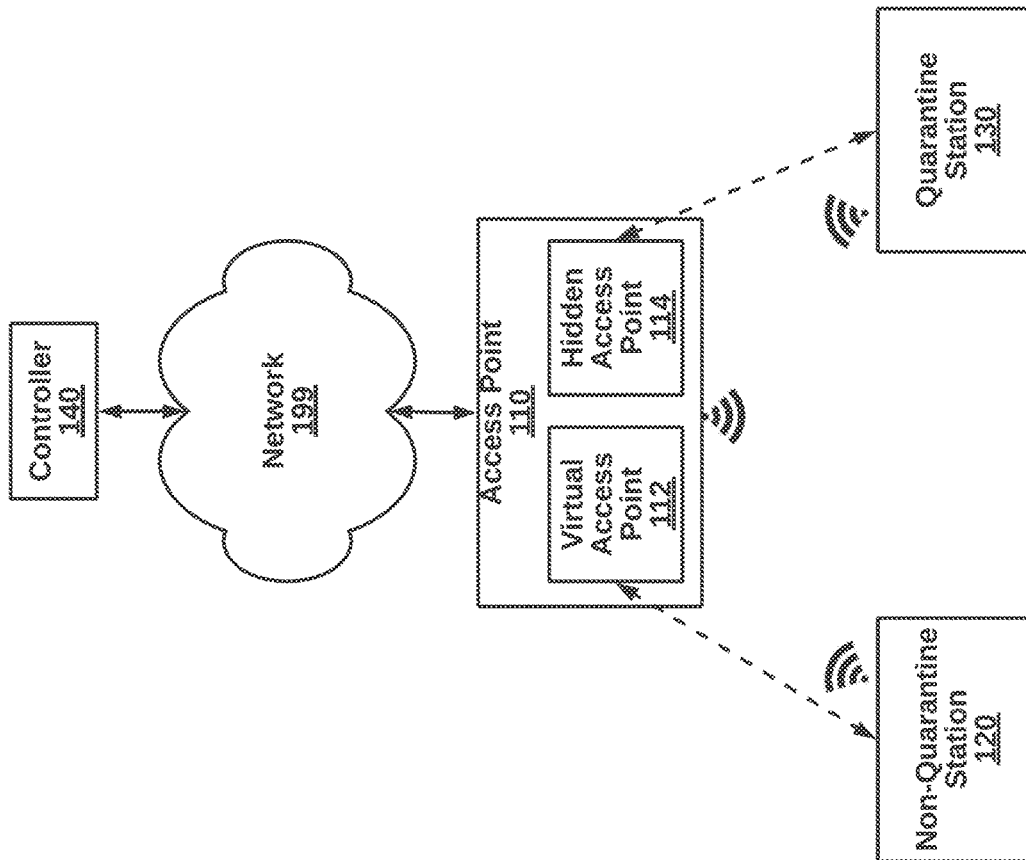 Controller
140
Network
199
Access Point
110
Virtual
Access
Point
112
Hidden
Access
Point
114
Non-Quarantine
Station
120
Quarantine
Station
130